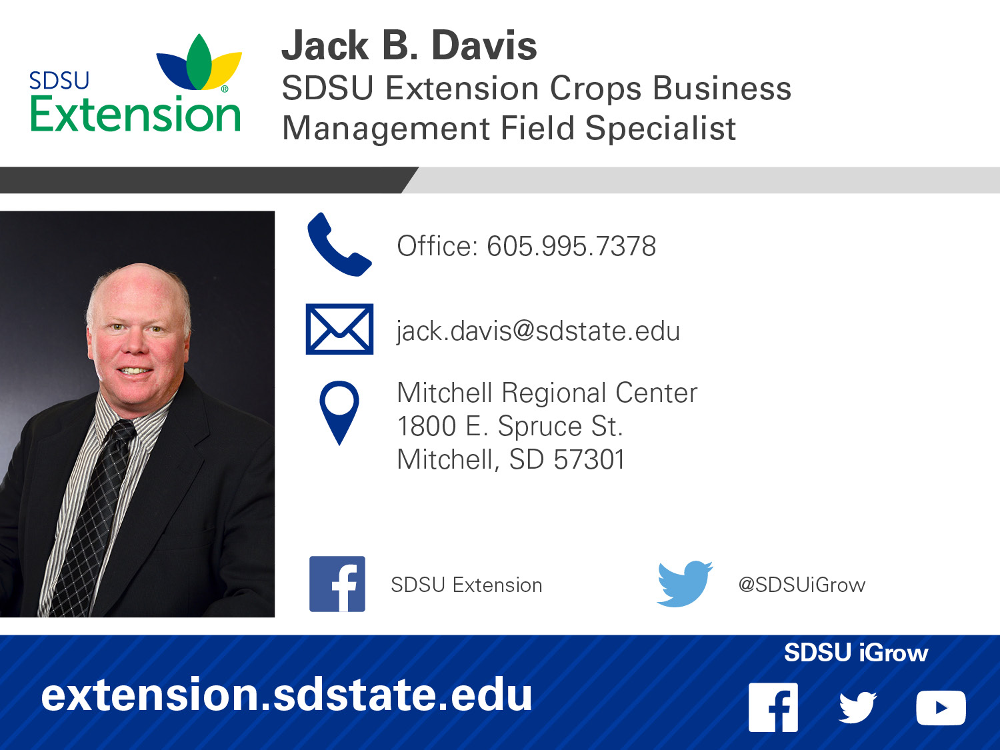 SDSU
Extension®
Jack B. Davis
SDSU Extension Crops Business
Management Field Specialist
Office: 605.995.7378
jack.davis@sdstate.edu
Mitchell Regional Center
1800 E. Spruce St.
Mitchell, SD 57301
SDSU Extension
@SDSUiGrow
extension.sdstate.edu
SDSU iGrow